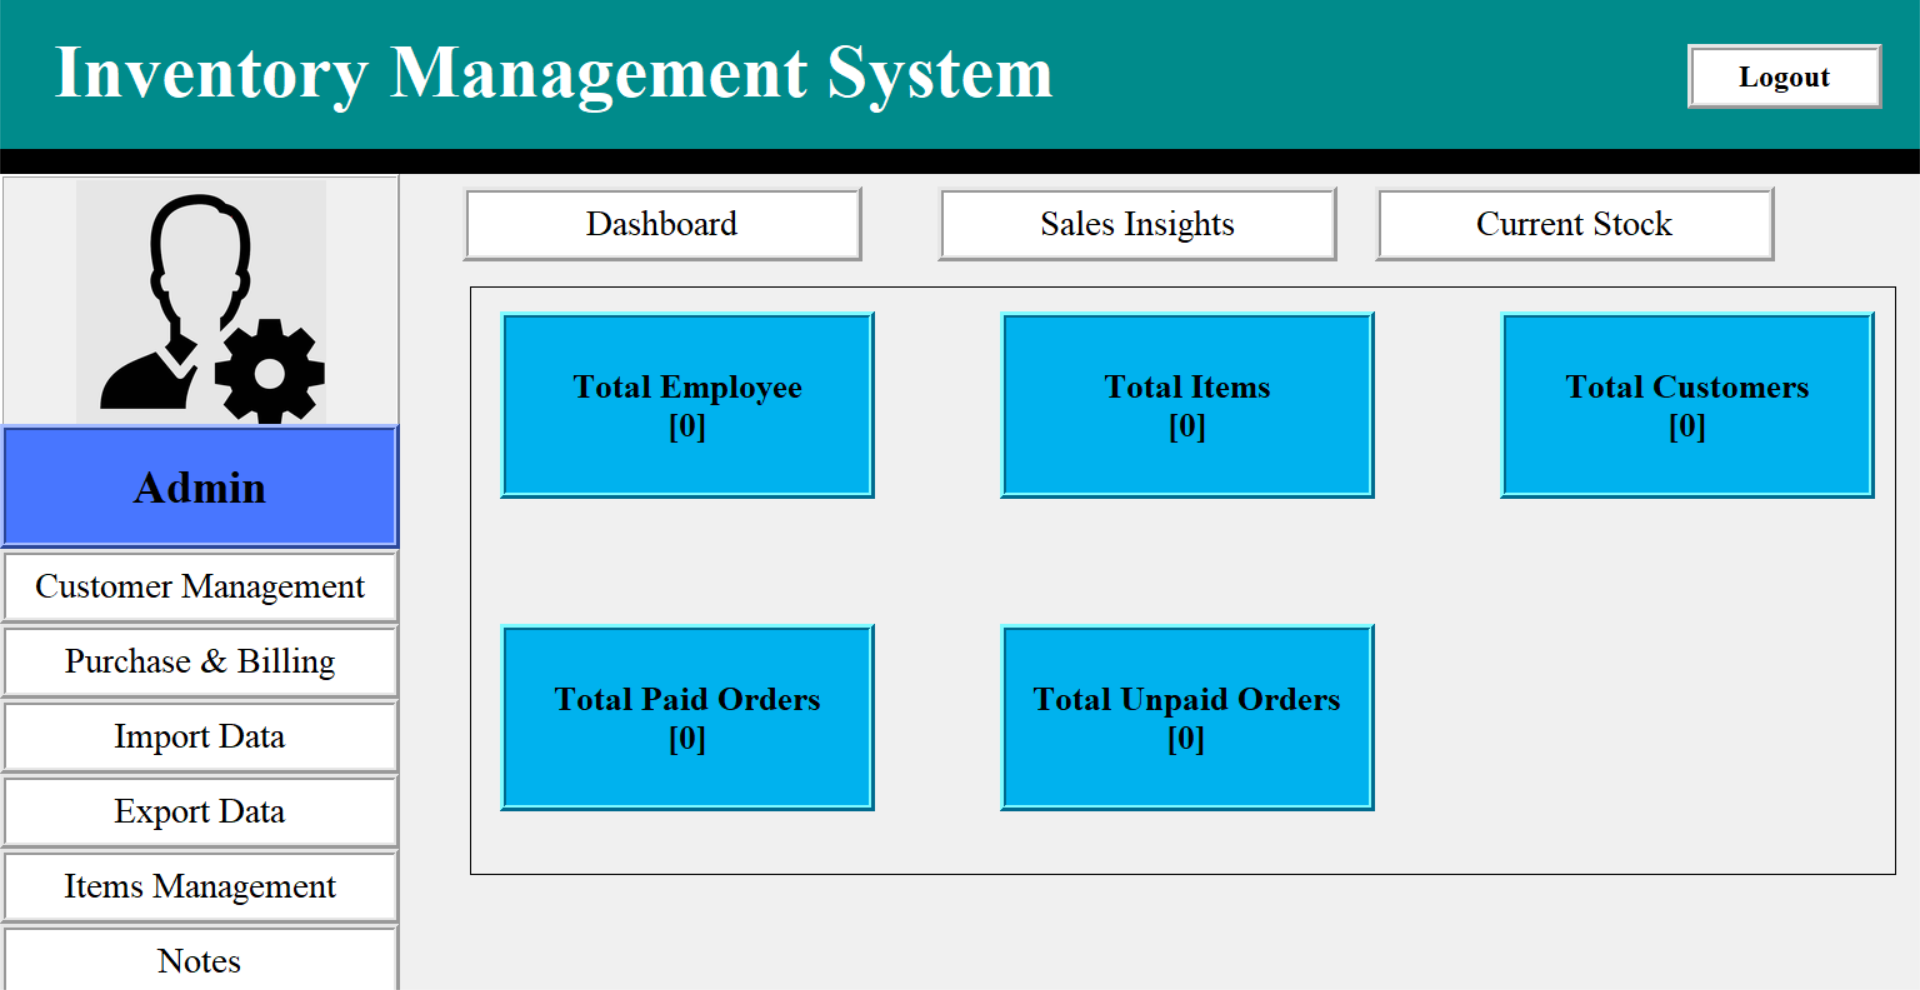 Inventory Management System
Logout
Dashboard
Sales Insights
Current Stock
Admin
Customer Management
Purchase & Billing
Import Data
Export Data
Items Management
Notes
Total Employee
[0]
Total Items
[0]
Total Customers
[0]
Total Paid Orders
[0]
Total Unpaid Orders
[0]